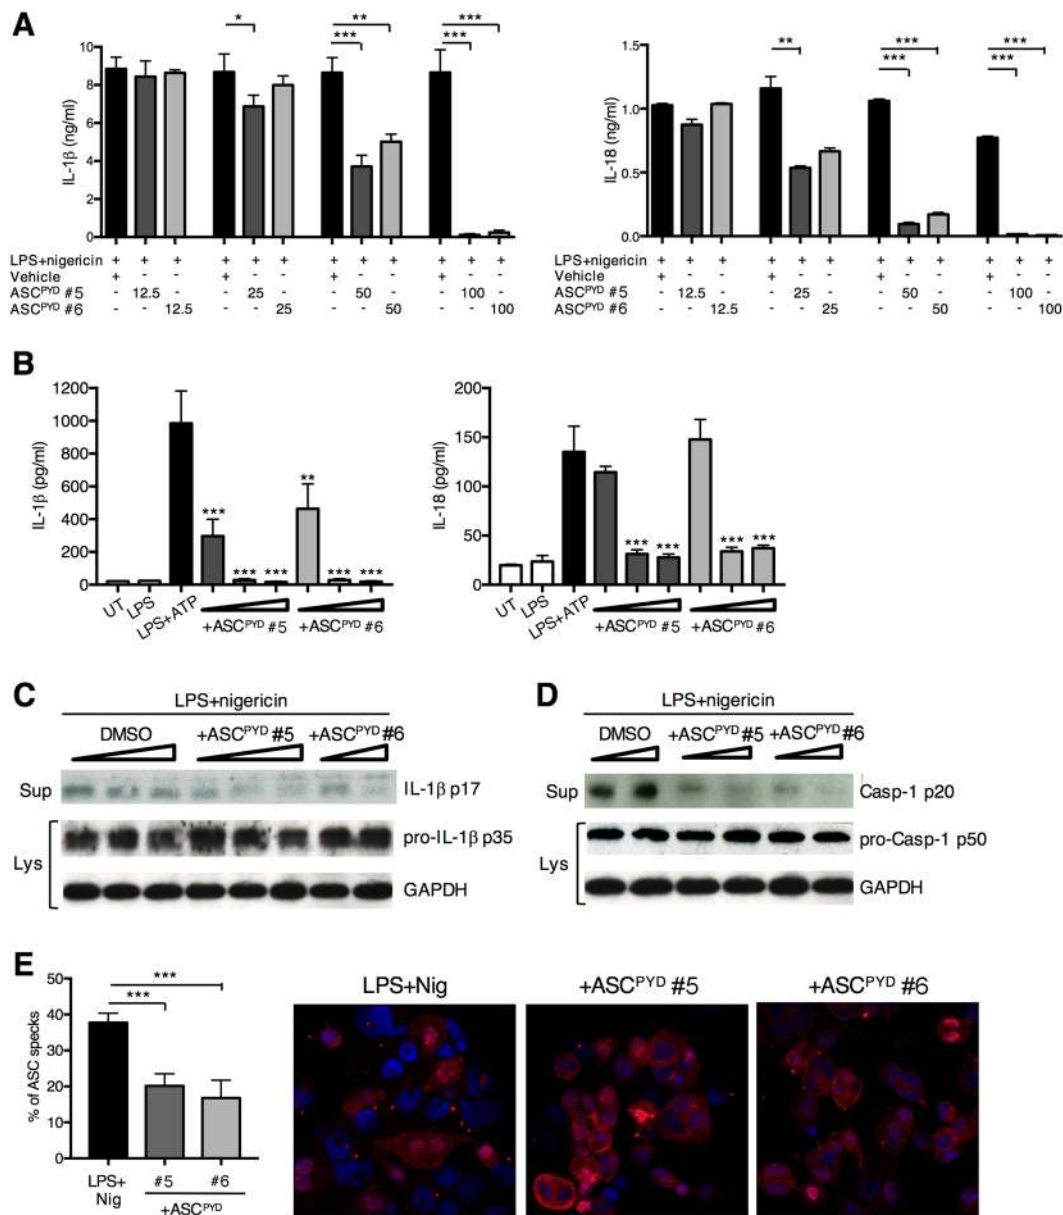 A
* ** *** *** ***
IL-1β (ng/ml)
10
8
6
4
2
0
LPS+nigericin + + + + + + + + + + + +
Vehicle + - - + - - + - - + - -
ASCPYD #5 - 12.5 - - 25 - - 50 - - 100 -
ASCPYD #6 - - 12.5 - - 25 - - 50 - - 100
** *** *** *** ***
IL-18 (ng/ml)
1.5
1.0
0.5
0.0
LPS+nigericin + + + + + + + + + + + +
Vehicle + - - + - - + - - + - -
ASCPYD #5 - 12.5 - - 25 - - 50 - - 100 -
ASCPYD #6 - - 12.5 - - 25 - - 50 - - 100
B
IL-1β (pg/ml)
1200
1000
800
600
400
200
0
*** *** *** ** *** ***
UT LPS LPS+ATP +ASCPYD #5 +ASCPYD #6
IL-18 (pg/ml)
200
150
100
50
0
*** *** *** ***
UT LPS LPS+ATP +ASCPYD #5 +ASCPYD #6
C
LPS+nigericin
DMSO +ASCPYD #5 +ASCPYD #6
Sup IL-1β p17
Lys pro-IL-1β p35
GAPDH
D
LPS+nigericin
DMSO +ASCPYD #5 +ASCPYD #6
Sup Casp-1 p20
Lys pro-Casp-1 p50
GAPDH
E
% of ASC specks
50
40
30
20
10
0
***
***
LPS+ Nig #5 #6
+ASCPYD
LPS+Nig +ASCPYD #5 +ASCPYD #6